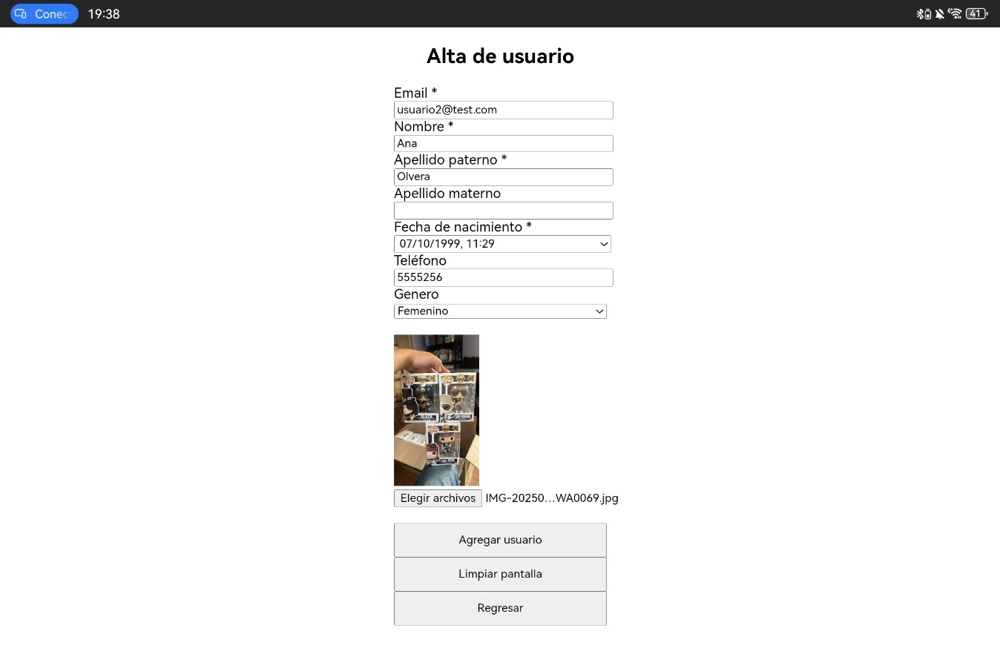 Conect
19:38
41
Alta de usuario
Email *
usuario2@test.com
Nombre *
Ana
Apellido paterno *
Olvera
Apellido materno
Fecha de nacimiento *
07/10/1999, 11:29
Teléfono
5555256
Genero
Femenino
Elegir archivos IMG-20250...WA0069.jpg
Agregar usuario
Limpiar pantalla
Regresar